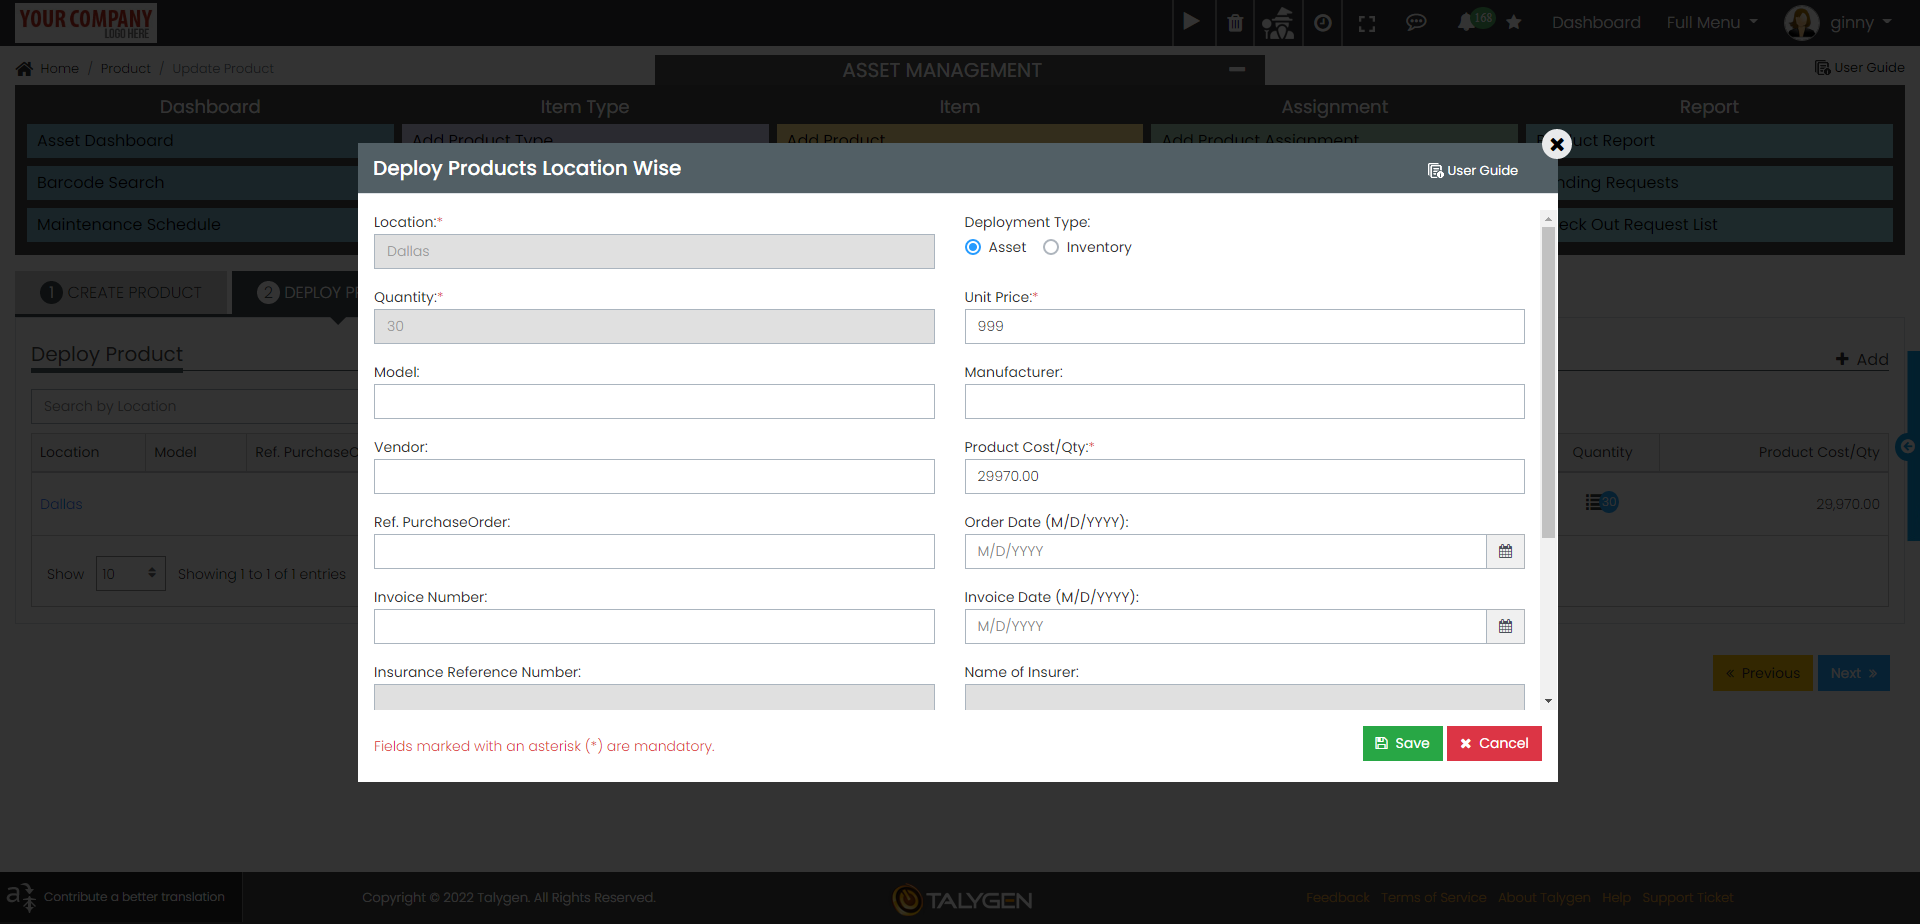 YOUR COMPANY
LOGO HERE
168
Dashboard
Full Menu
ginny
Home / Product / Update Product
ASSET MANAGEMENT
User Guide
Dashboard
Item Type
Item
Assignment
Report
Asset Dashboard
Add Product Type
Add Product
Add Product Assignment
uct Report
Barcode Search
nding Requests
Maintenance Schedule
eck Out Request List
Deploy Products Location Wise
User Guide
Location:*
Dallas
Deployment Type:
Asset
Inventory
1 CREATE PRODUCT
2 DEPLOY P
Quantity:*
30
Unit Price:*
999
Deploy Product
Add
Model:
Manufacturer:
Search by Location
Vendor:
Product Cost/Qty:*
29970.00
Location
Model
Ref. PurchaseO
Quantity
Product Cost/Qty
Dallas
30
29,970.00
Ref. PurchaseOrder:
Order Date (M/D/YYYY):
M/D/YYYY
Show
10
Showing 1 to 1 of 1 entries
Invoice Number:
Invoice Date (M/D/YYYY):
M/D/YYYY
Insurance Reference Number:
Name of Insurer:
« Previous
Next »
Fields marked with an asterisk (*) are mandatory.
Save
Cancel
Contribute a better translation
Copyright © 2022 Talygen. All Rights Reserved.
TALYGEN
Feedback
Terms of Service
About Talygen
Help
Support Ticket